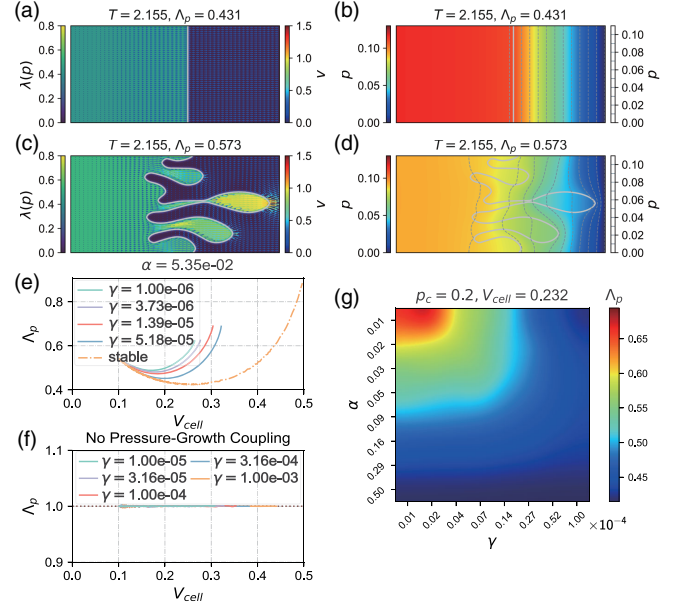 (a)
T = 2.155, Λp = 0.431
0.8
0.6
0.4
0.2
0.0
λ(p)
1.5
1.0
0.5
0.0
v
(b)
T = 2.155, Λp = 0.431
0.10
0.05
0.00
p
0.10
0.08
0.06
0.04
0.02
0.00
p
(c)
T = 2.155, Λp = 0.573
0.8
0.6
0.4
0.2
0.0
λ(p)
1.5
1.0
0.5
0.0
v
(d)
T = 2.155, Λp = 0.573
0.10
0.05
0.00
p
0.10
0.08
0.06
0.04
0.02
0.00
p
(e)
α = 5.35e-02
γ = 1.00e-06
γ = 3.73e-06
γ = 1.39e-05
γ = 5.18e-05
stable
0.8
0.6
0.4
Λp
0.0 0.1 0.2 0.3 0.4 0.5
Vcell
(f)
No Pressure-Growth Coupling
γ = 1.00e-05
γ = 3.16e-05
γ = 1.00e-04
γ = 3.16e-04
γ = 1.00e-03
1.1
1.0
0.9
Λp
0.0 0.1 0.2 0.3 0.4 0.5
Vcell
(g)
pc = 0.2, Vcell = 0.232
Λp
0.01
0.02
0.03
0.05
0.09
0.16
0.29
0.50
α
0.01 0.02 0.04 0.07 0.14 0.27 0.52 1.00
×10⁻⁴
γ
0.65
0.60
0.55
0.50
0.45